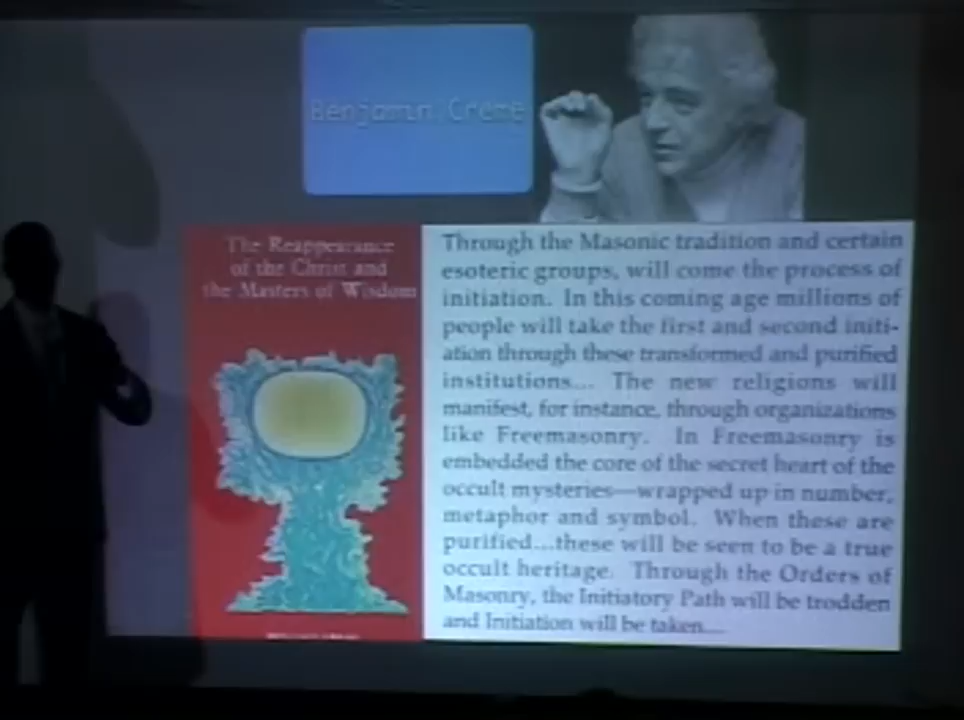 Benjamin Creme
The Reappearance
of the Christ and
the Masters of Wisdom
Through the Masonic tradition and certain
esoteric groups, will come the process of
initiation. In this coming age millions of
people will take the first and second initi-
ation through these transformed and purified
institutions... The new religions will
manifest, for instance, through organizations
like Freemasonry. In Freemasonry is
embedded the core of the secret heart of the
occult mysteries—wrapped up in number,
metaphor and symbol. When these are
purified...these will be seen to be a true
occult heritage. Through the Orders of
Masonry, the Initiatory Path will be trodden
and Initiation will be taken....